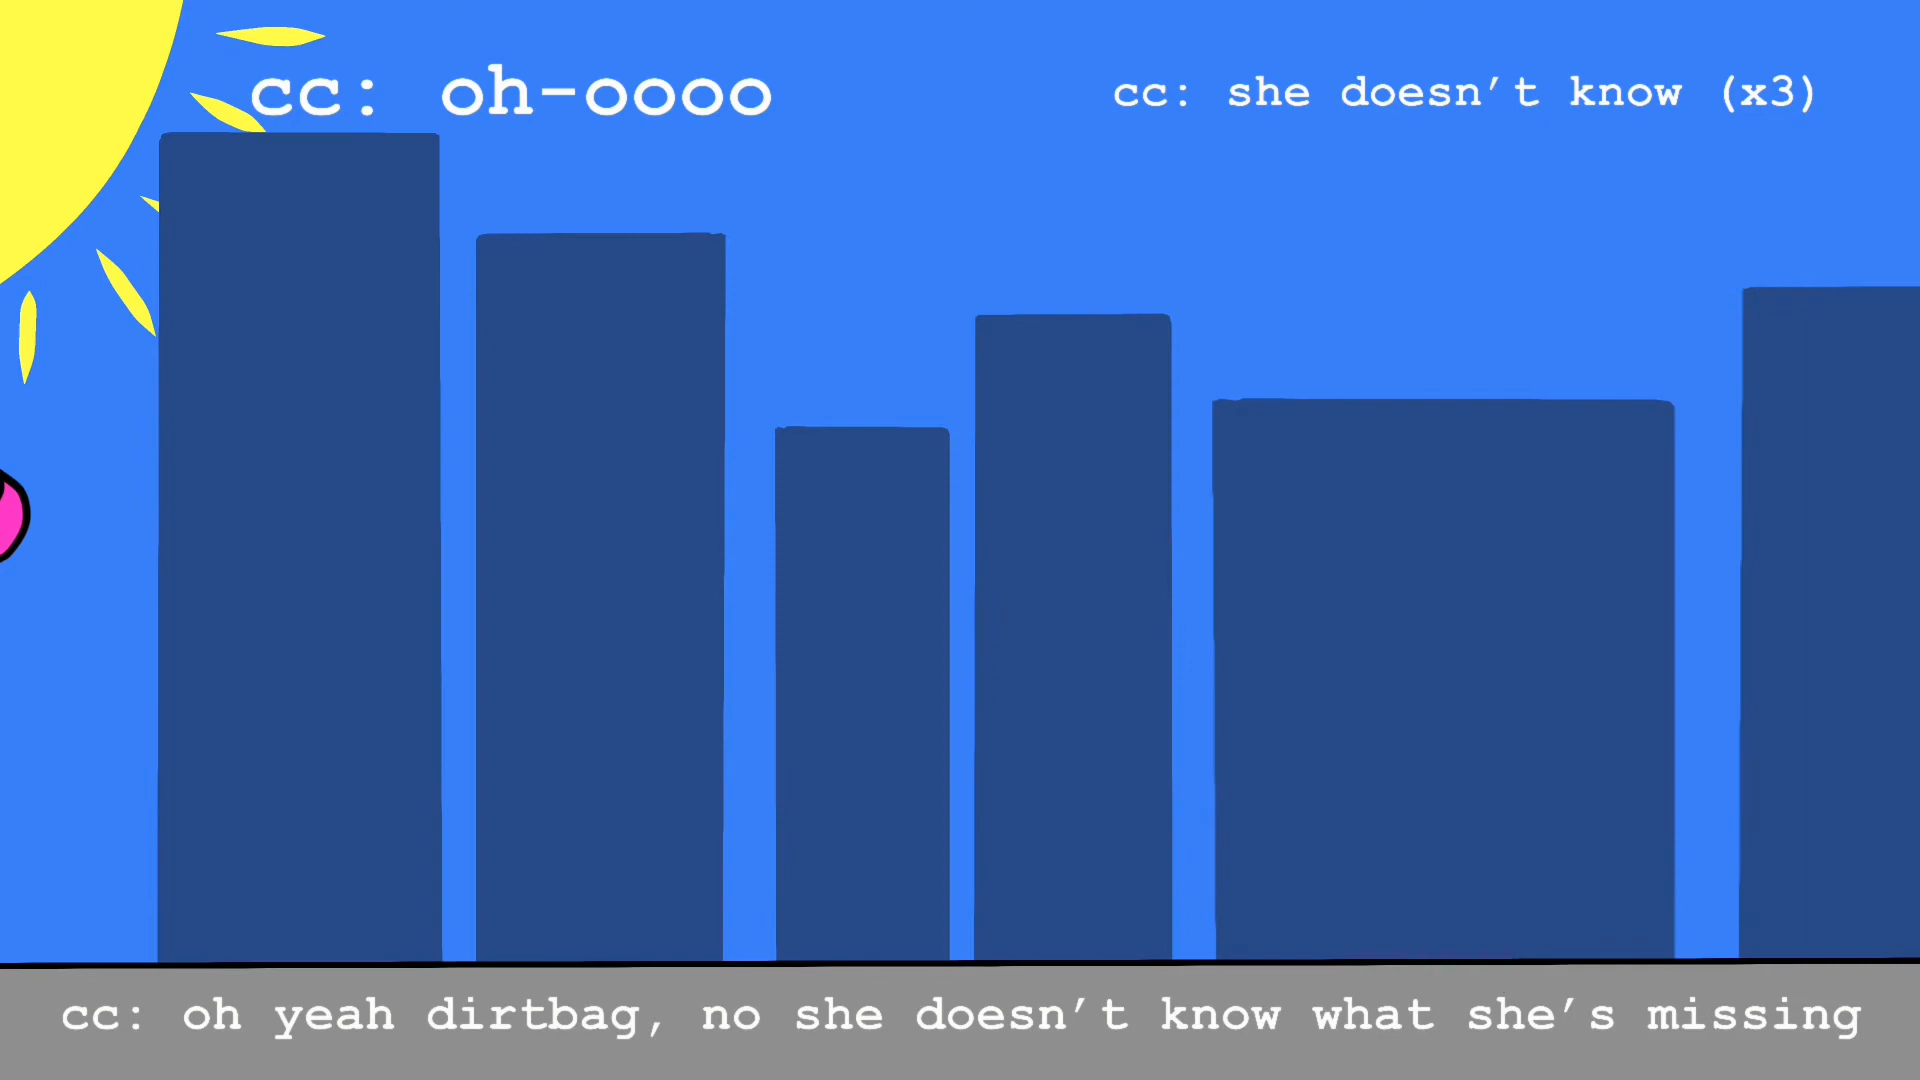 cc: oh-oooo
cc: she doesn't know (x3)
cc: oh yeah dirtbag, no she doesn't know what she's missing